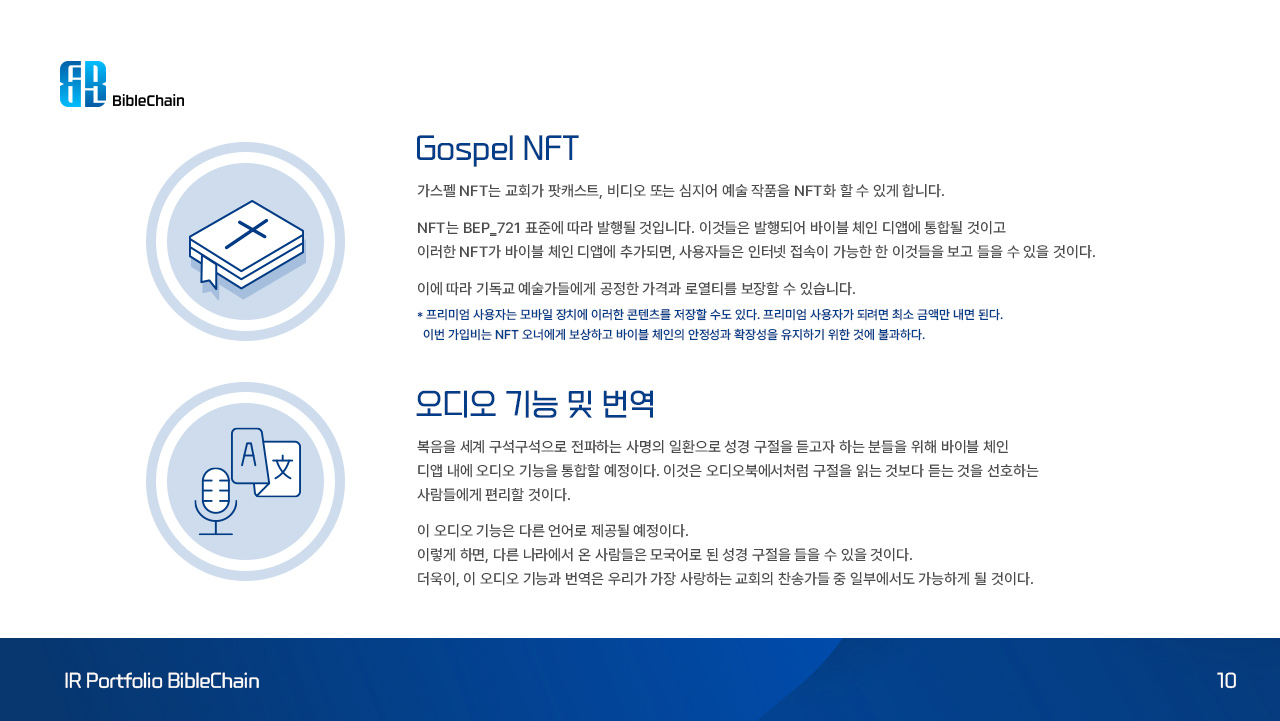 BibleChain
Gospel NFT
가스펠 NFT는 교회가 팟캐스트, 비디오 또는 심지어 예술 작품을 NFT화 할 수 있게 합니다.
NFT는 BEP_721 표준에 따라 발행될 것입니다. 이것들은 발행되어 바이블 체인 디앱에 통합될 것이고
이러한 NFT가 바이블 체인 디앱에 추가되면, 사용자들은 인터넷 접속이 가능한 한 이것들을 보고 들을 수 있을 것이다.
이에 따라 기독교 예술가들에게 공정한 가격과 로열티를 보장할 수 있습니다.
* 프리미엄 사용자는 모바일 장치에 이러한 콘텐츠를 저장할 수도 있다. 프리미엄 사용자가 되려면 최소 금액만 내면 된다.
이번 가입비는 NFT 오너에게 보상하고 바이블 체인의 안정성과 확장성을 유지하기 위한 것에 불과하다.
오디오 기능 및 번역
복음을 세계 구석구석으로 전파하는 사명의 일환으로 성경 구절을 듣고자 하는 분들을 위해 바이블 체인
디앱 내에 오디오 기능을 통합할 예정이다. 이것은 오디오북에서처럼 구절을 읽는 것보다 듣는 것을 선호하는
사람들에게 편리할 것이다.
A
文
이 오디오 기능은 다른 언어로 제공될 예정이다.
이렇게 하면, 다른 나라에서 온 사람들은 모국어로 된 성경 구절을 들을 수 있을 것이다.
더욱이, 이 오디오 기능과 번역은 우리가 가장 사랑하는 교회의 찬송가들 중 일부에서도 가능하게 될 것이다.
IR Portfolio BibleChain
10